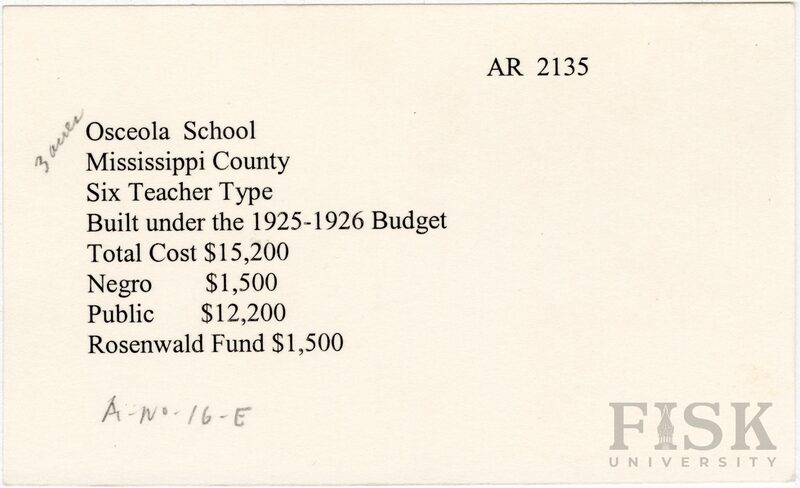 AR 2135
3 acres
Osceola School
Mississippi County
Six Teacher Type
Built under the 1925-1926 Budget
Total Cost $15,200
Negro $1,500
Public $12,200
Rosenwald Fund $1,500
A-No-16-E
FISK
UNIVERSITY